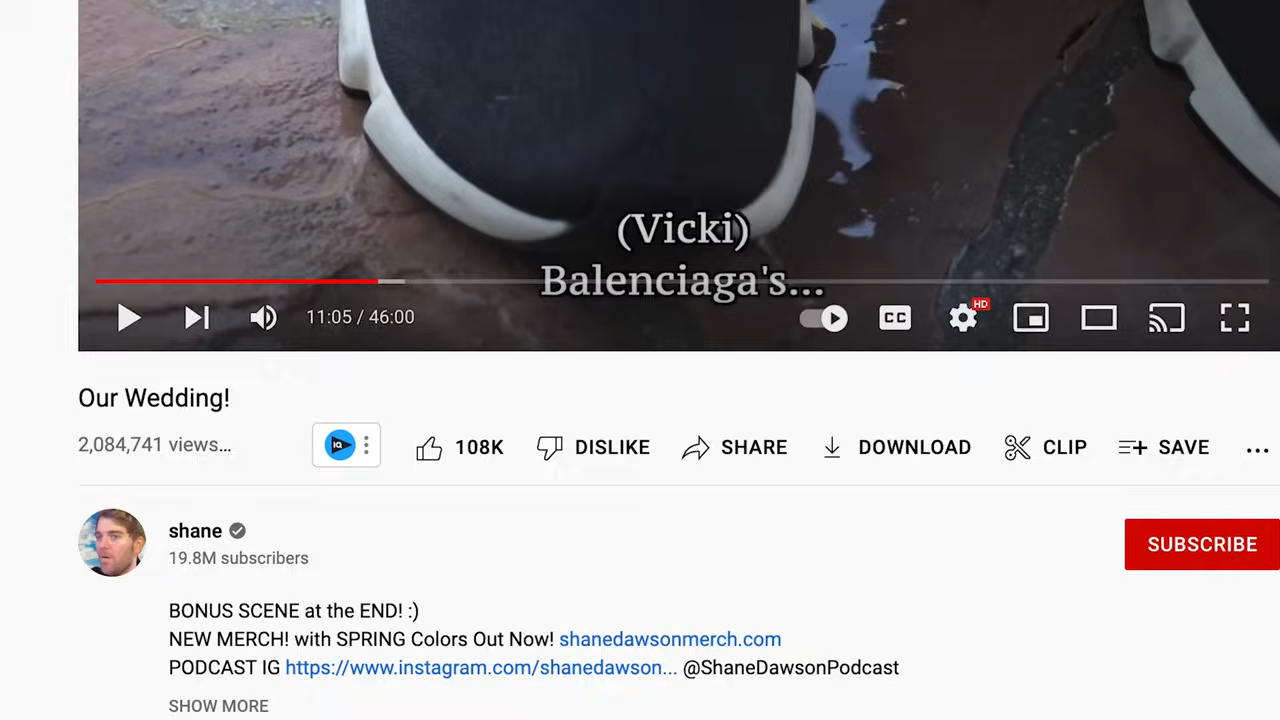 (Vicki)
Balenciaga's...
11:05 / 46:00
CC
HD
Our Wedding!
2,084,741 views...
iq
108K
DISLIKE
SHARE
DOWNLOAD
CLIP
SAVE
shane
19.8M subscribers
SUBSCRIBE
BONUS SCENE at the END! :)
NEW MERCH! with SPRING Colors Out Now! shanedawsonmerch.com
PODCAST IG https://www.instagram.com/shanedawson... @ShaneDawsonPodcast
SHOW MORE